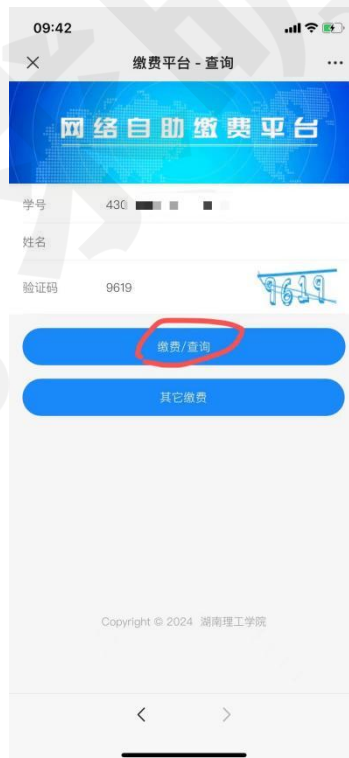 09:42
缴费平台 - 查询
网络自助缴费平台
学号 430
姓名
验证码 9619 9619
缴费/查询
其它缴费
Copyright © 2024 湖南理工学院